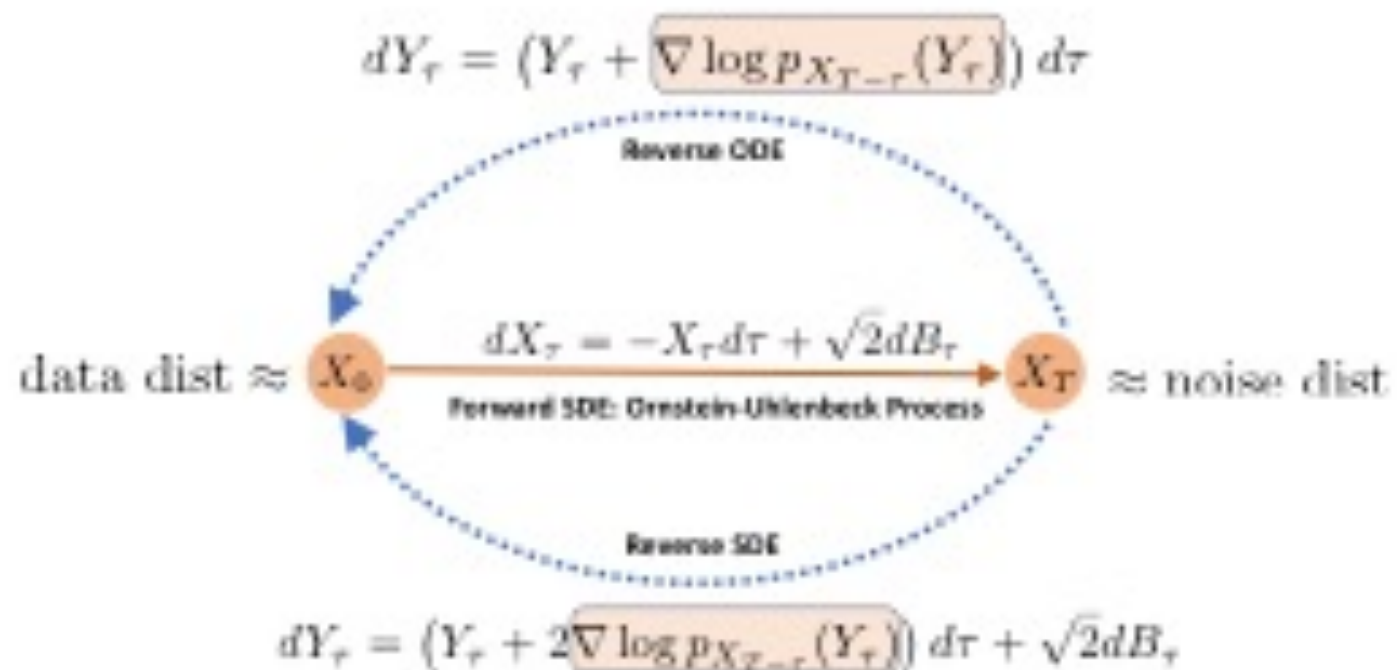 dY_τ = (Y_τ + ∇ log p_{X_{T−τ}}(Y_τ)) dτ
Reverse ODE
dX_τ = −X_τ dτ + √2 dB_τ
data dist ≈ X_0
X_T ≈ noise dist
Forward SDE: Ornstein-Uhlenbeck Process
Reverse SDE
dY_τ = (Y_τ + 2∇ log p_{X_{T−τ}}(Y_τ)) dτ + √2 dB_τ